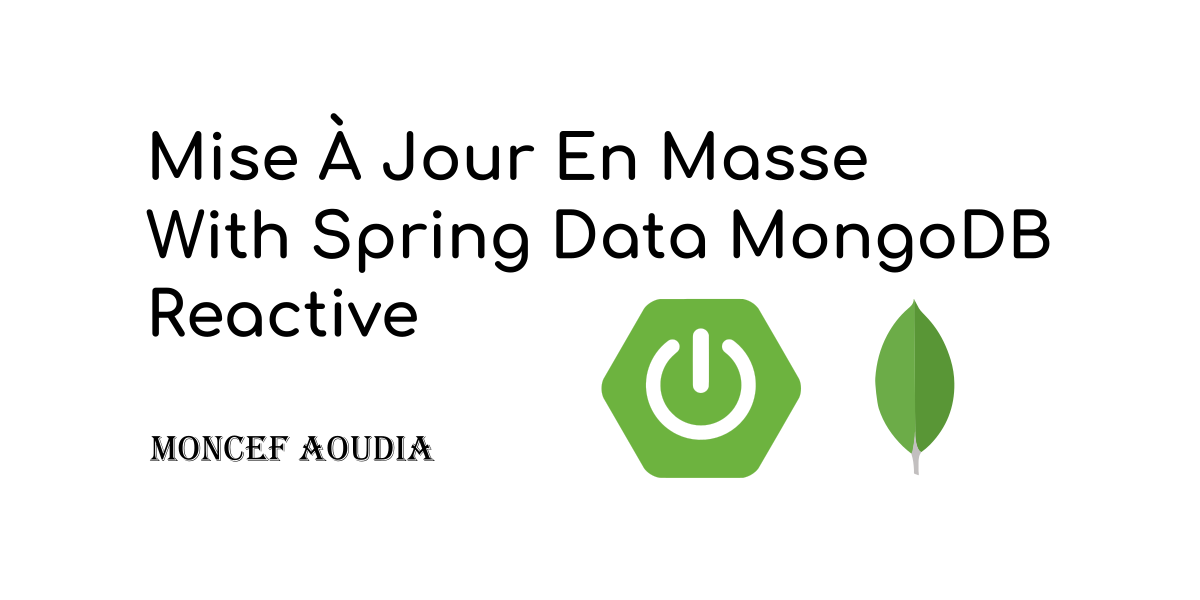 Mise À Jour En Masse
With Spring Data MongoDB
Reactive
MONCEF AOUDIA